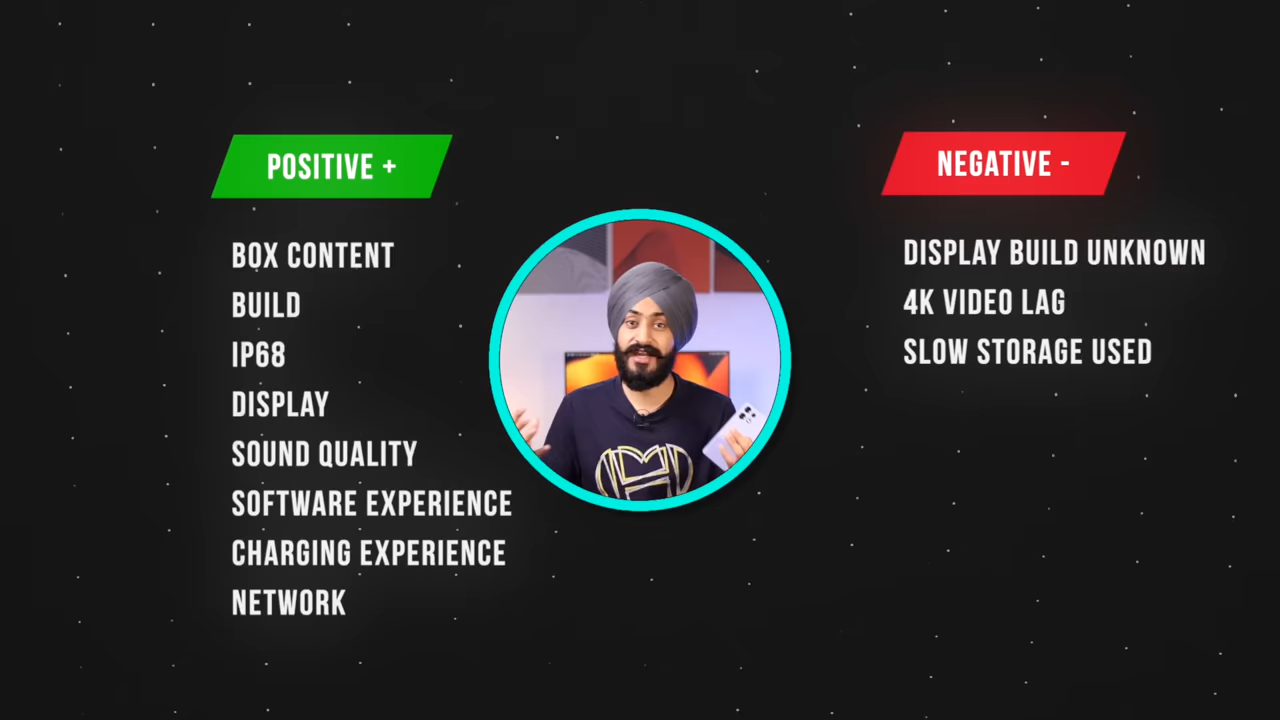 POSITIVE +
BOX CONTENT
BUILD
IP68
DISPLAY
SOUND QUALITY
SOFTWARE EXPERIENCE
CHARGING EXPERIENCE
NETWORK
NEGATIVE -
DISPLAY BUILD UNKNOWN
4K VIDEO LAG
SLOW STORAGE USED